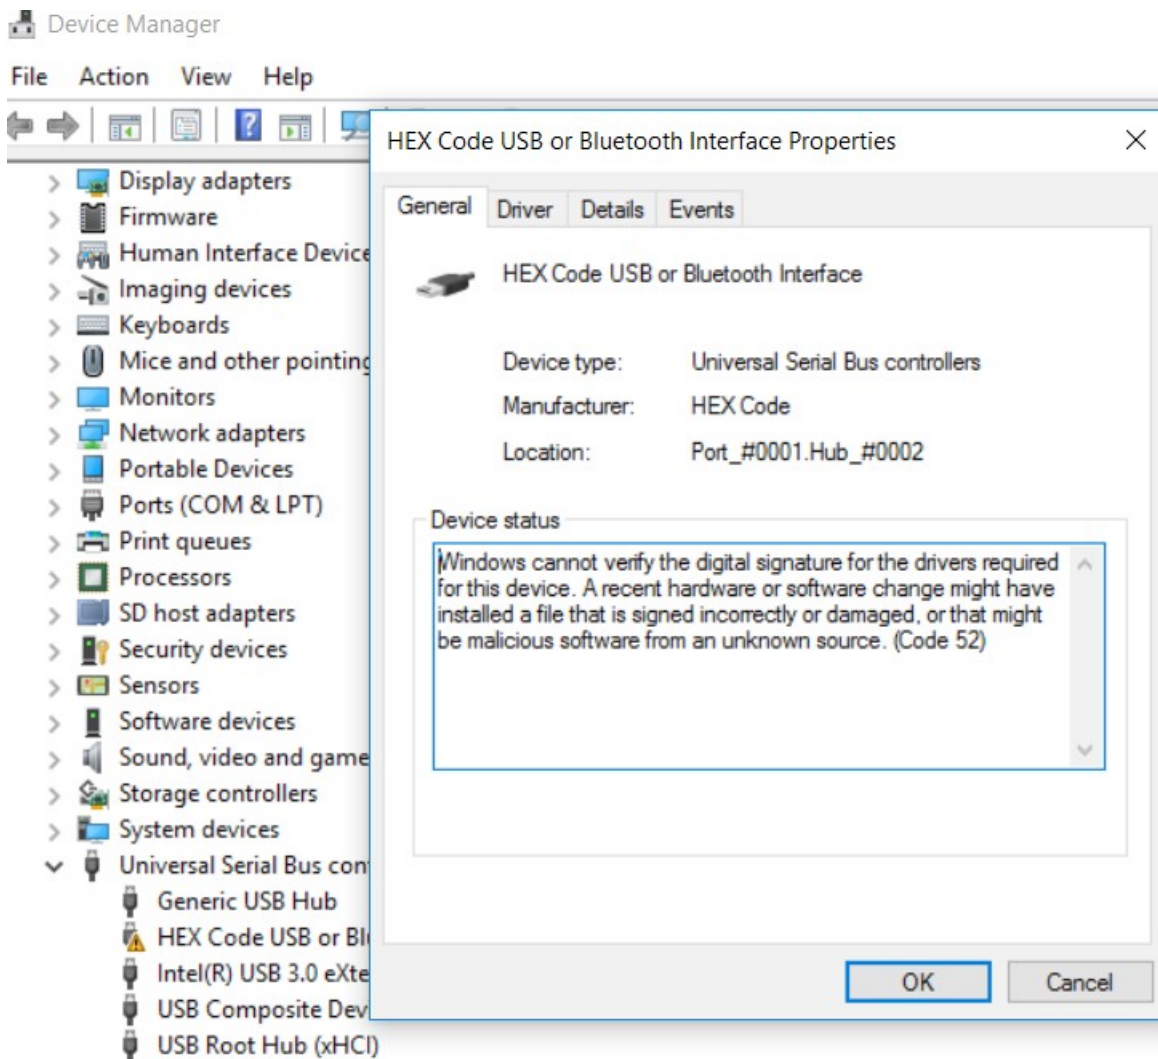 Device Manager
File Action View Help
Display adapters
Firmware
Human Interface Device
Imaging devices
Keyboards
Mice and other pointing
Monitors
Network adapters
Portable Devices
Ports (COM & LPT)
Print queues
Processors
SD host adapters
Security devices
Sensors
Software devices
Sound, video and game
Storage controllers
System devices
Universal Serial Bus con
Generic USB Hub
HEX Code USB or Bl
Intel(R) USB 3.0 eXte
USB Composite Dev
USB Root Hub (xHCI)
HEX Code USB or Bluetooth Interface Properties
General Driver Details Events
HEX Code USB or Bluetooth Interface
Device type: Universal Serial Bus controllers
Manufacturer: HEX Code
Location: Port_#0001.Hub_#0002
Device status
Windows cannot verify the digital signature for the drivers required
for this device. A recent hardware or software change might have
installed a file that is signed incorrectly or damaged, or that might
be malicious software from an unknown source. (Code 52)
OK Cancel